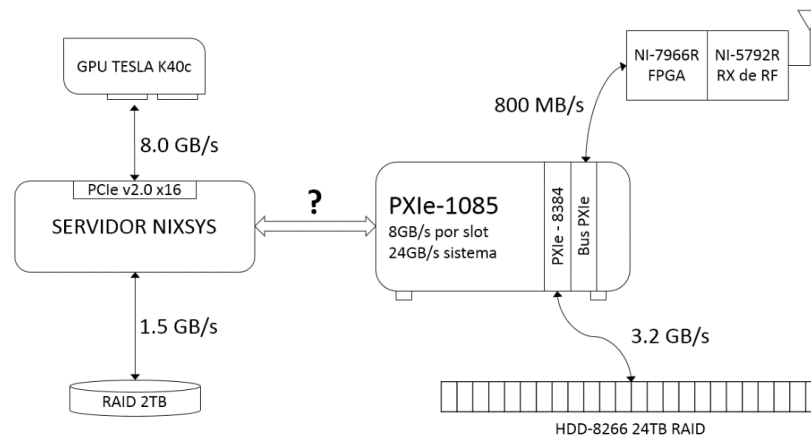 GPU TESLA K40c
8.0 GB/s
PCIe v2.0 x16
SERVIDOR NIXSYS
1.5 GB/s
RAID 2TB
?
NI-7966R
FPGA
NI-5792R
RX de RF
800 MB/s
PXIe-1085
8GB/s por slot
24GB/s sistema
PXIe - 8384
Bus PXIe
3.2 GB/s
HDD-8266 24TB RAID